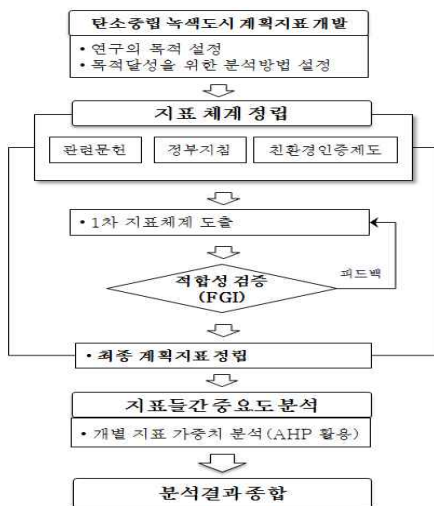 탄소중립 녹색도시 계획지표 개발
• 연구의 목적 설정
• 목적달성을 위한 분석방법 설정
지표 체계 정립
관련문헌
정부지침
친환경인증제도
• 1차 지표체계 도출
적합성 검증
(FGI)
피드백
• 최종 계획지표 정립
지표들간 중요도 분석
• 개별 지표 가중치 분석(AHP 활용)
분석결과 종합